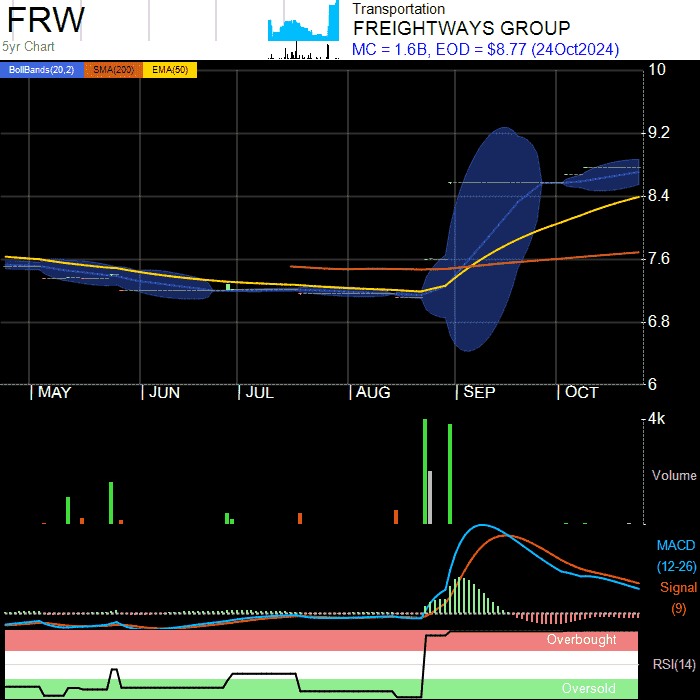 FRW
5yr Chart
Transportation
FREIGHTWAYS GROUP
MC = 1.6B, EOD = $8.77 (24Oct2024)
BollBands(20,2) SMA(200) EMA(50)
10
9.2
8.4
7.6
6.8
6
MAY JUN JUL AUG SEP OCT
4k
Volume
MACD
(12-26)
Signal
(9)
Overbought
RSI(14)
Oversold